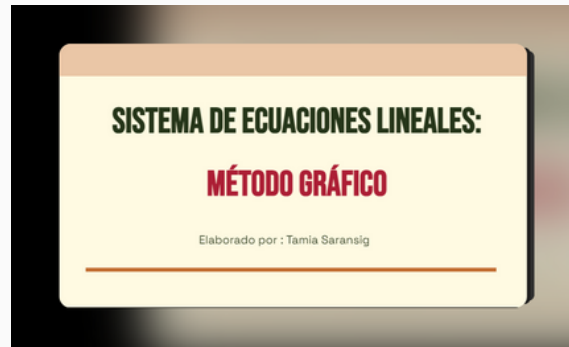 SISTEMA DE ECUACIONES LINEALES:
MÉTODO GRÁFICO
Elaborado por : Tamia Saransig